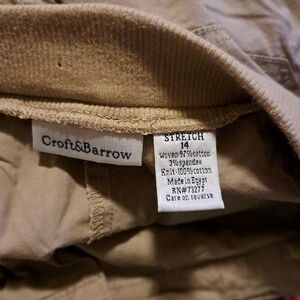 Croft&Barrow
STRETCH
14
Woven-97%cotton
3%spandex
Knit-100%cotton
Made in Egypt
RN#73277
Care on reverse